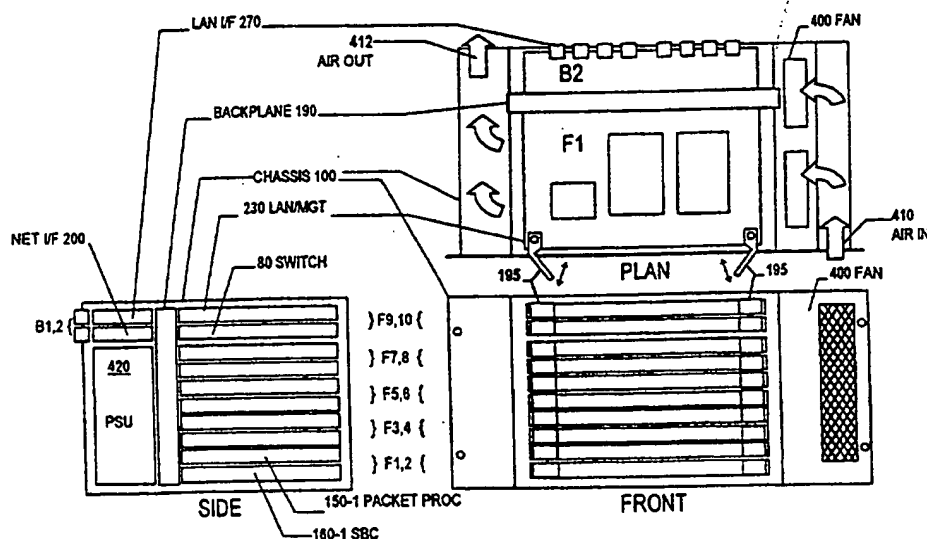 LAN I/F 270
412
AIR OUT
400 FAN
B2
BACKPLANE 190
F1
CHASSIS 100
230 LAN/MGT
410
AIR IN
NET I/F 200
80 SWITCH
195
PLAN
195
400 FAN
B1,2 {
} F9,10 {
420
} F7,8 {
PSU
} F5,6 {
} F3,4 {
} F1,2 {
SIDE
150-1 PACKET PROC
FRONT
160-1 SBC